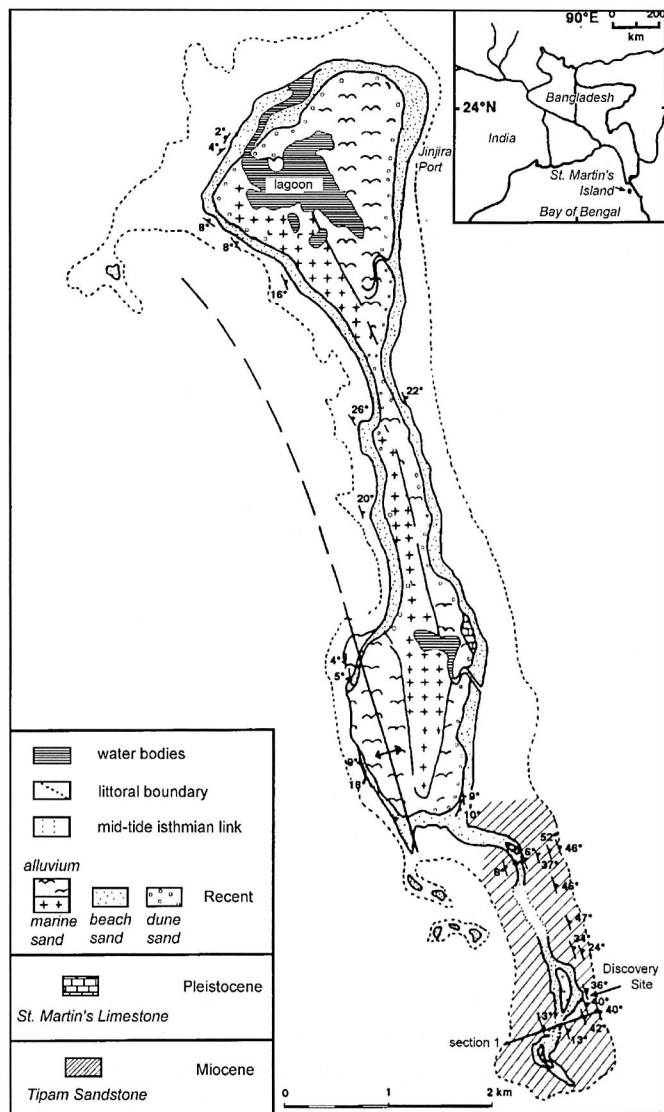 90°E
0 200
km
24°N
Bangladesh
India
St. Martin's
Island
Bay of Bengal
Jinjira
Port
2°
4°
lagoon
8°
8°
16°
22°
26°
20°
4°
5°
9°
18°
9°
10°
52°
46°
6°
37°
8°
46°
47°
34°
24°
Discovery
Site
36°
40°
40°
3°
42°
13°
section 1
water bodies
littoral boundary
mid-tide isthmian link
alluvium
marine
sand
beach
sand
dune
sand
Recent
Pleistocene
St. Martin's Limestone
Miocene
Tipam Sandstone
0 1 2 km